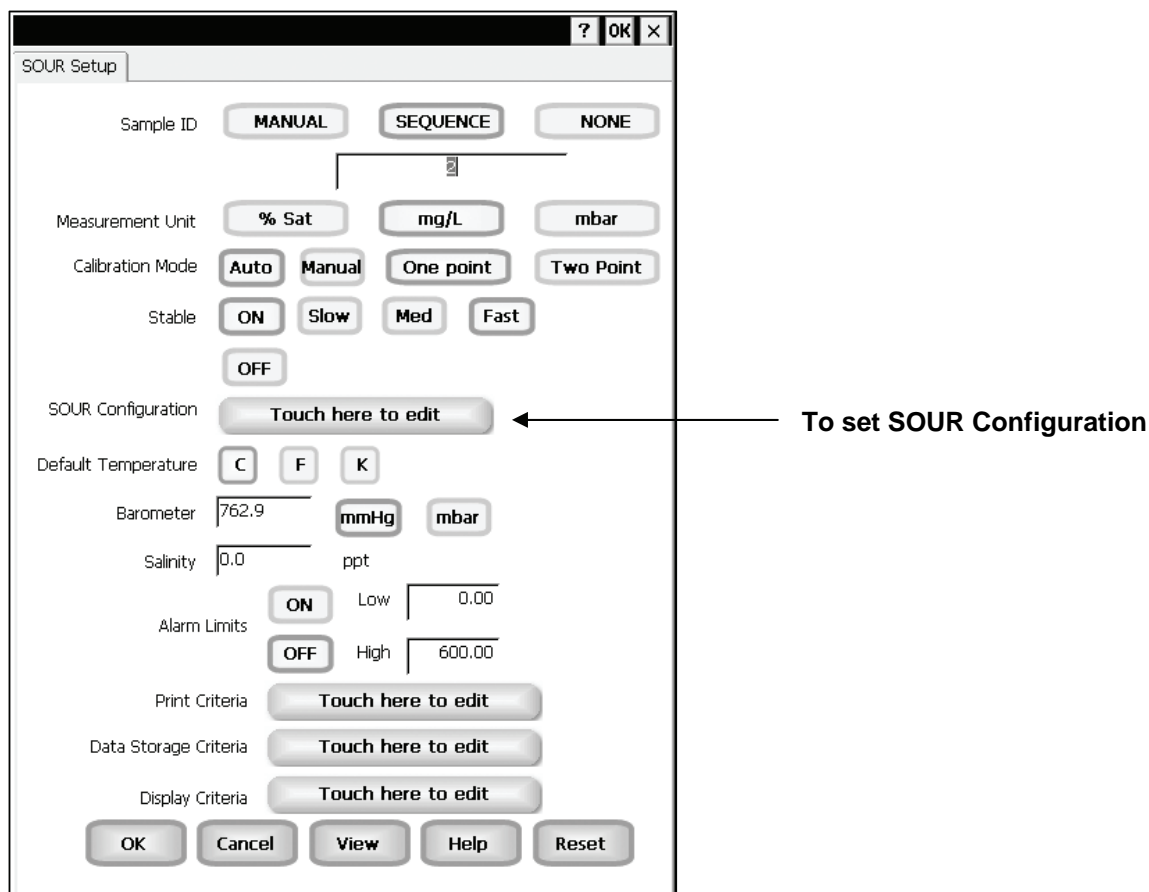 ? OK ×
SOUR Setup
Sample ID MANUAL SEQUENCE NONE
2
Measurement Unit % Sat mg/L mbar
Calibration Mode Auto Manual One point Two Point
Stable ON Slow Med Fast
OFF
SOUR Configuration Touch here to edit To set SOUR Configuration
Default Temperature C F K
Barometer 762.9 mmHg mbar
Salinity 0.0 ppt
ON Low 0.00
Alarm Limits
OFF High 600.00
Print Criteria Touch here to edit
Data Storage Criteria Touch here to edit
Display Criteria Touch here to edit
OK Cancel View Help Reset